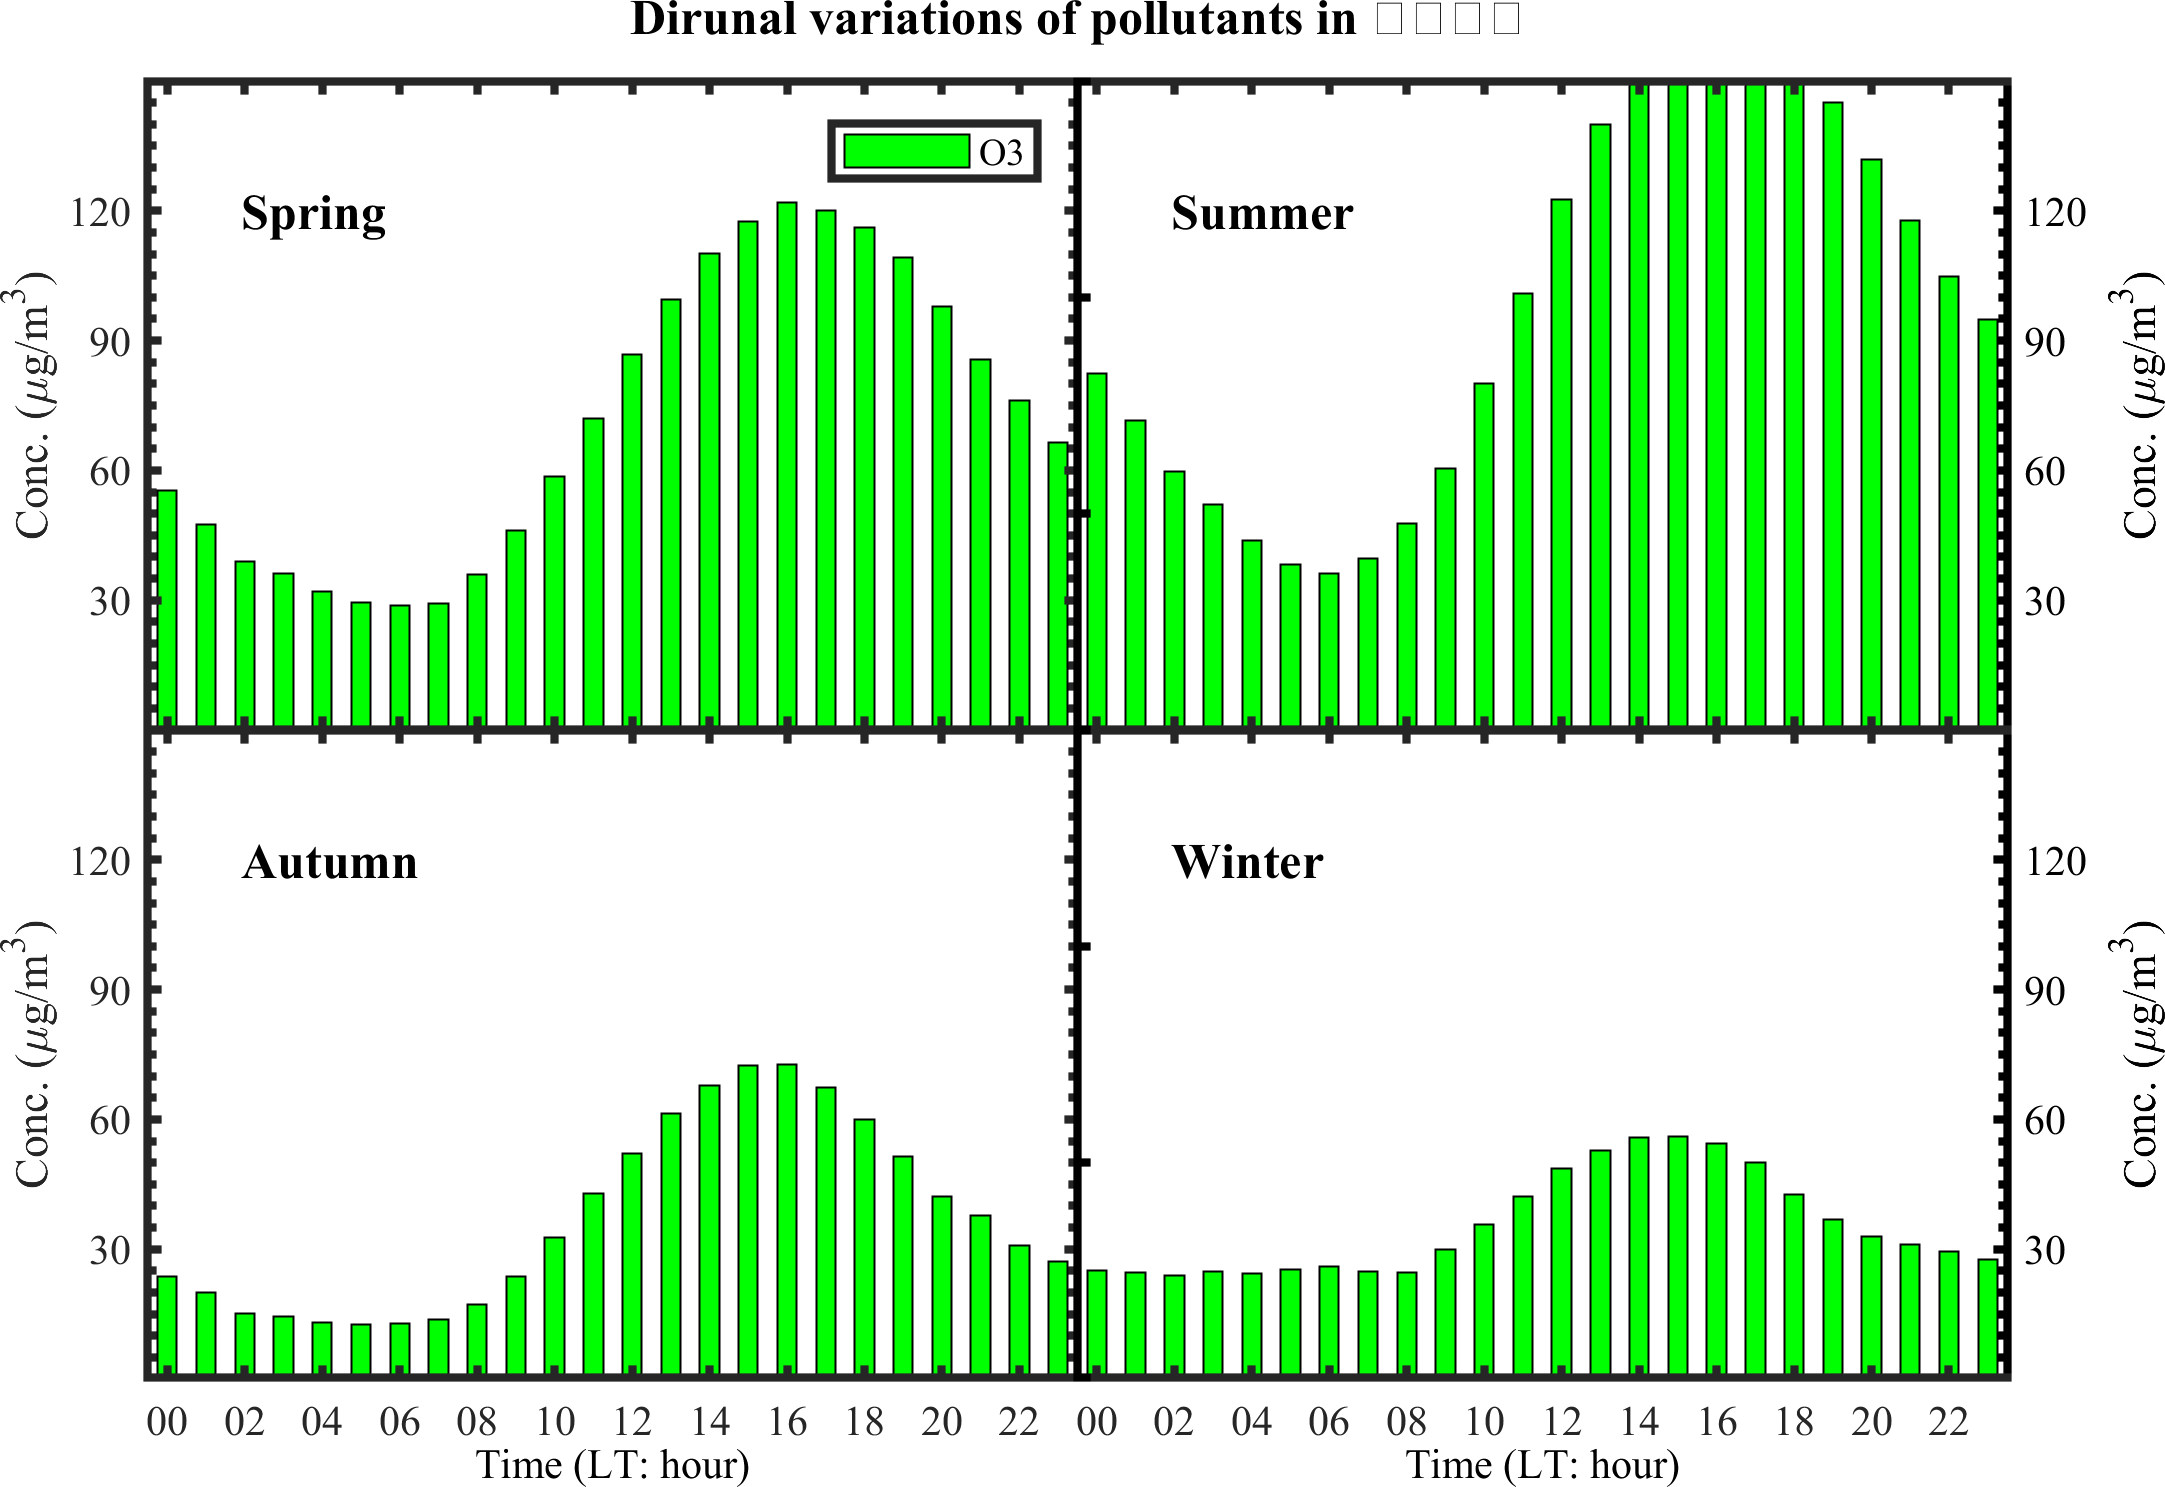 Dirunal variations of pollutants in □□□□
O3
Spring
Summer
120
90
60
30
Conc. (μg/m³)
120
90
60
30
Conc. (μg/m³)
Autumn
Winter
120
90
60
30
Conc. (μg/m³)
120
90
60
30
Conc. (μg/m³)
00 02 04 06 08 10 12 14 16 18 20 22 00 02 04 06 08 10 12 14 16 18 20 22
Time (LT: hour)
Time (LT: hour)